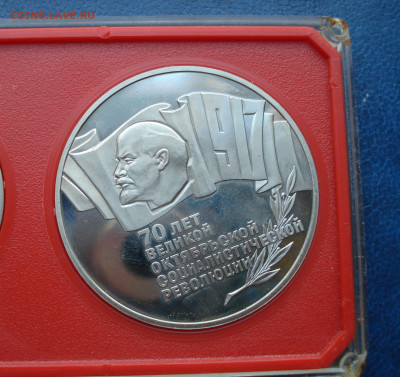 COINS.LAVE.RU
1917
70 ЛЕТ
ВЕЛИКОЙ
ОКТЯБРЬСКОЙ
СОЦИАЛИСТИЧЕСКОЙ
РЕВОЛЮЦИИ